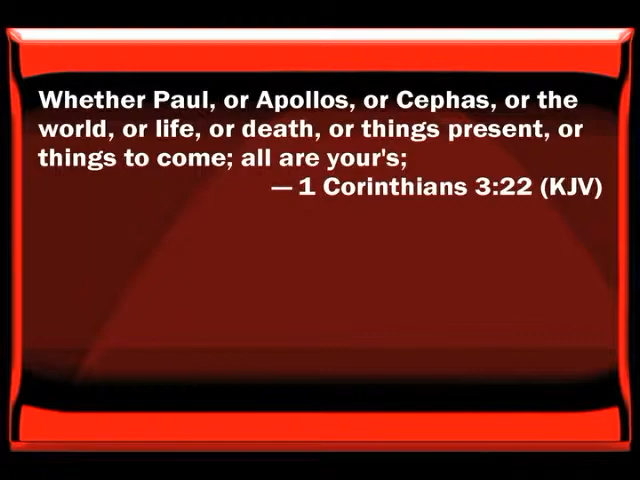 Whether Paul, or Apollos, or Cephas, or the
world, or life, or death, or things present, or
things to come; all are your's;
— 1 Corinthians 3:22 (KJV)